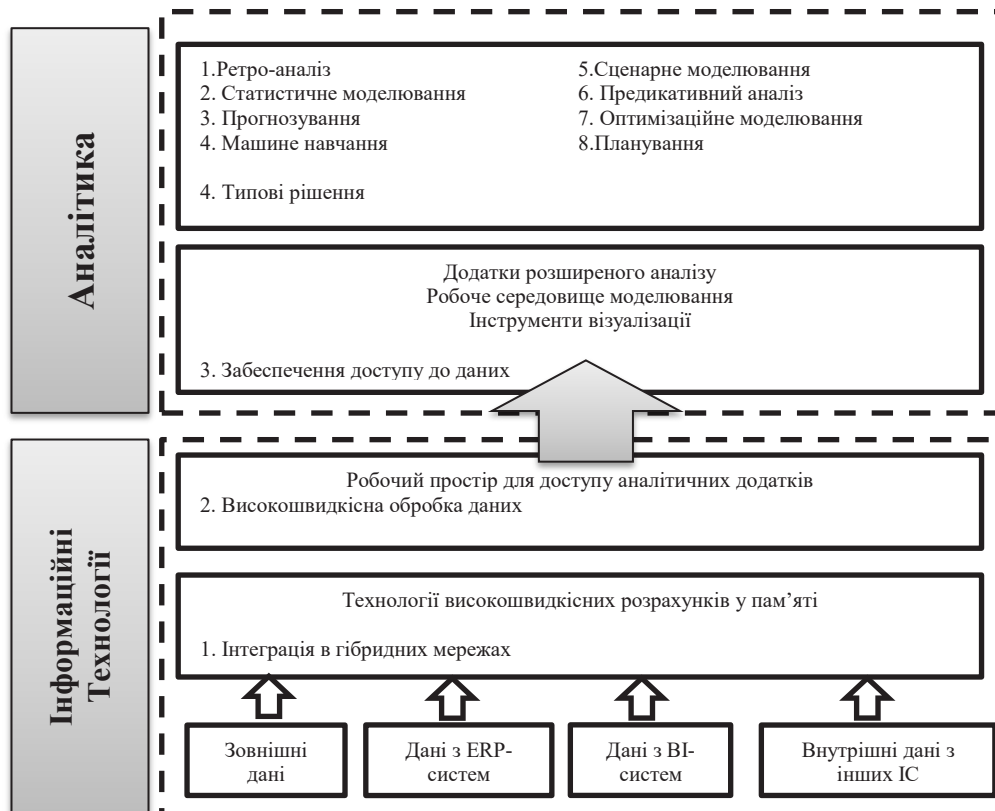 Аналітика
1.Ретро-аналіз
2. Статистичне моделювання
3. Прогнозування
4. Машине навчання
5.Сценарне моделювання
6. Предикативний аналіз
7. Оптимізаційне моделювання
8.Планування
4. Типові рішення
Додатки розширеного аналізу
Робоче середовище моделювання
Інструменти візуалізації
3. Забеспечення доступу до даних
Інформаційні
Технології
Робочий простір для доступу аналітичних додатків
2. Високошвидкісна обробка даних
Технології високошвидкісних розрахунків у пам’яті
1. Інтеграція в гібридних мережах
Зовнішні
дані
Дані з ERP-
систем
Дані з BI-
систем
Внутрішні дані з
інших ІС